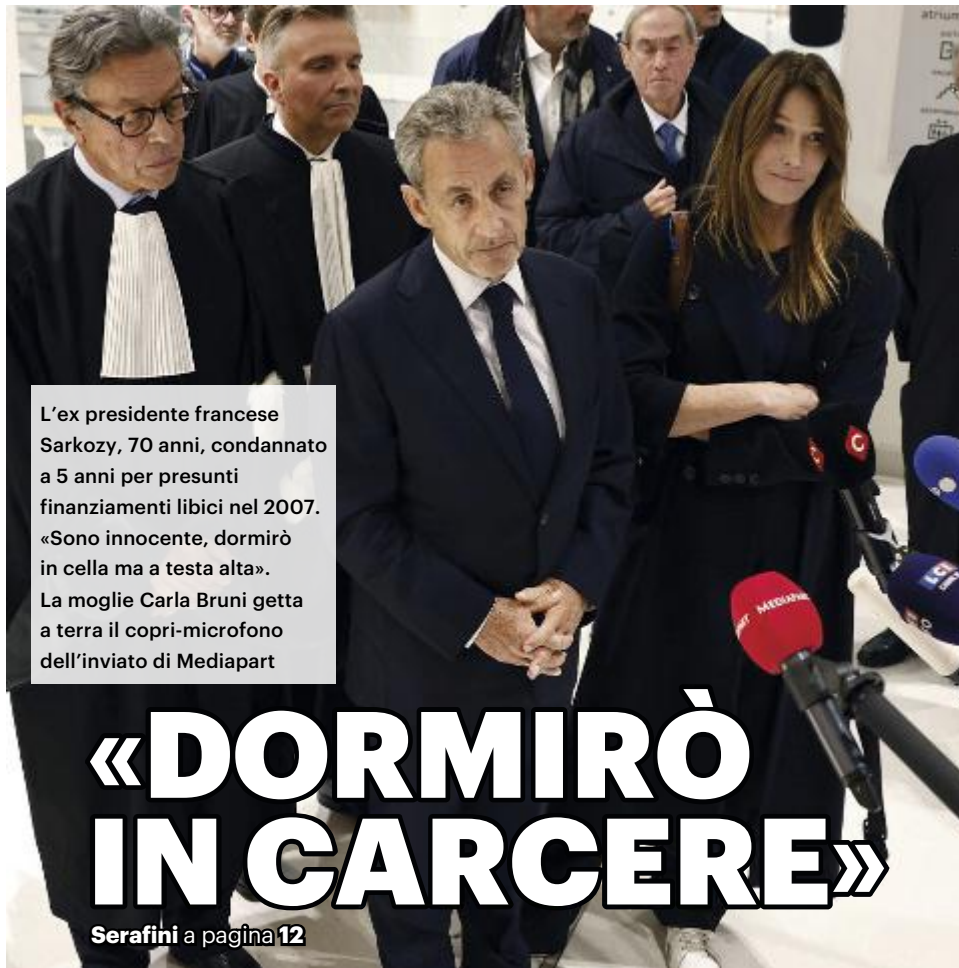 atrium
L'ex presidente francese
Sarkozy, 70 anni, condannato
a 5 anni per presunti
finanziamenti libici nel 2007.
«Sono innocente, dormirò
in cella ma a testa alta».
La moglie Carla Bruni getta
a terra il copri-microfono
dell'inviato di Mediapart
MEDIAPART
LCI
«DORMIRÒ
IN CARCERE»
Serafini a pagina 12